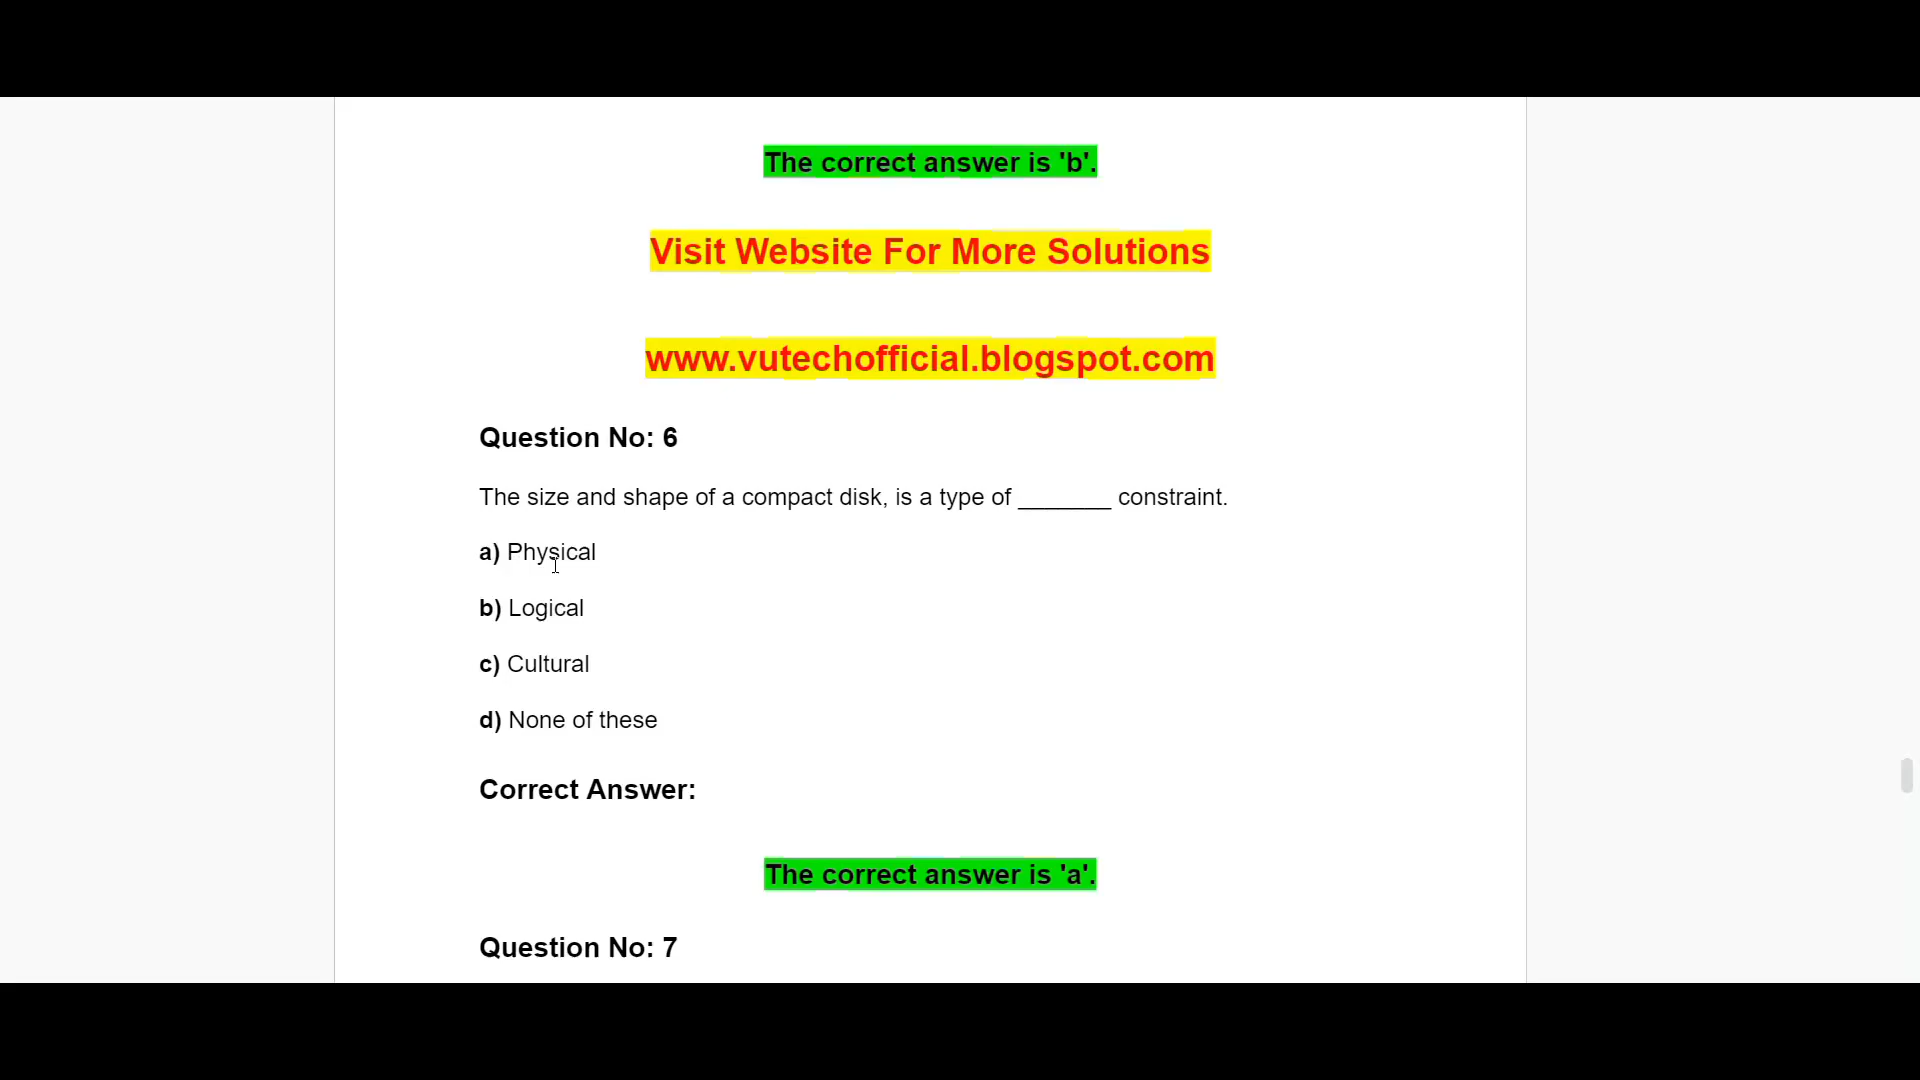 The correct answer is 'b'.
Visit Website For More Solutions
www.vutechofficial.blogspot.com
Question No: 6
The size and shape of a compact disk, is a type of _______ constraint.
a) Physical
b) Logical
c) Cultural
d) None of these
Correct Answer:
The correct answer is 'a'.
Question No: 7